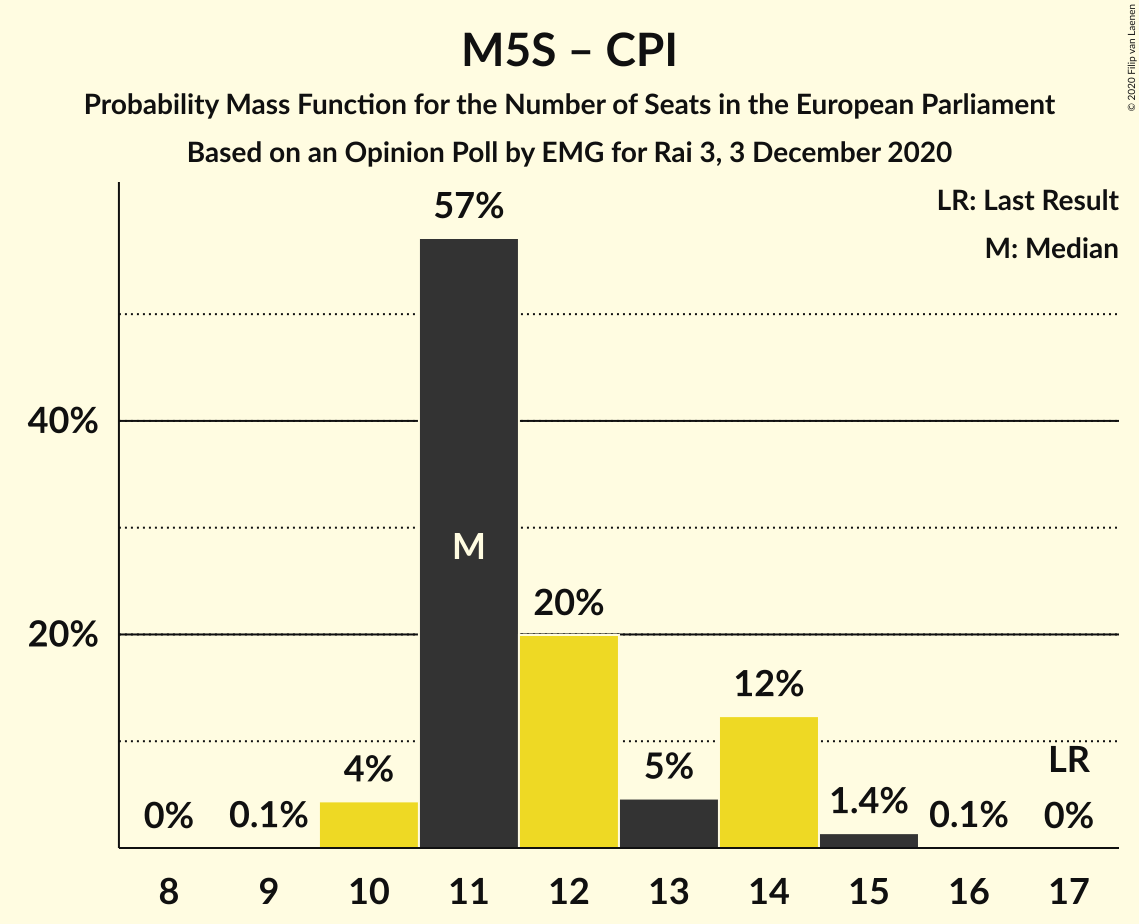 M5S – CPI
Probability Mass Function for the Number of Seats in the European Parliament
Based on an Opinion Poll by EMG for Rai 3, 3 December 2020
© 2020 Filip van Laenen
LR: Last Result
M: Median
57%
40%
M
20%
20%
12%
4%
5%
LR
0%
0.1%
1.4%
0.1%
0%
8 9 10 11 12 13 14 15 16 17